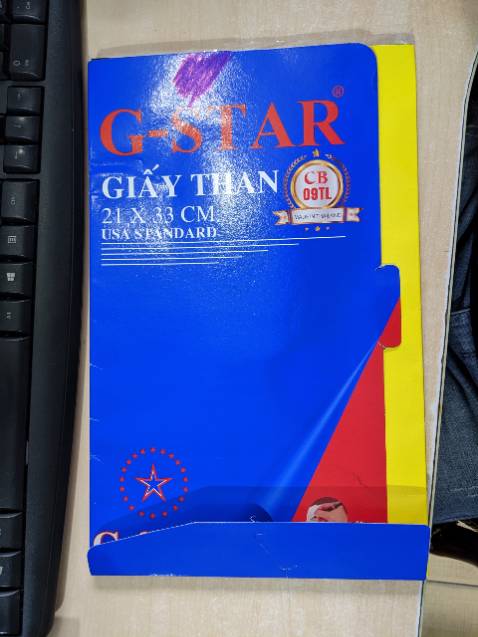 G-STAR®
GIẤY THAN
21 X 33 CM
USA STANDARD
CB
09TL